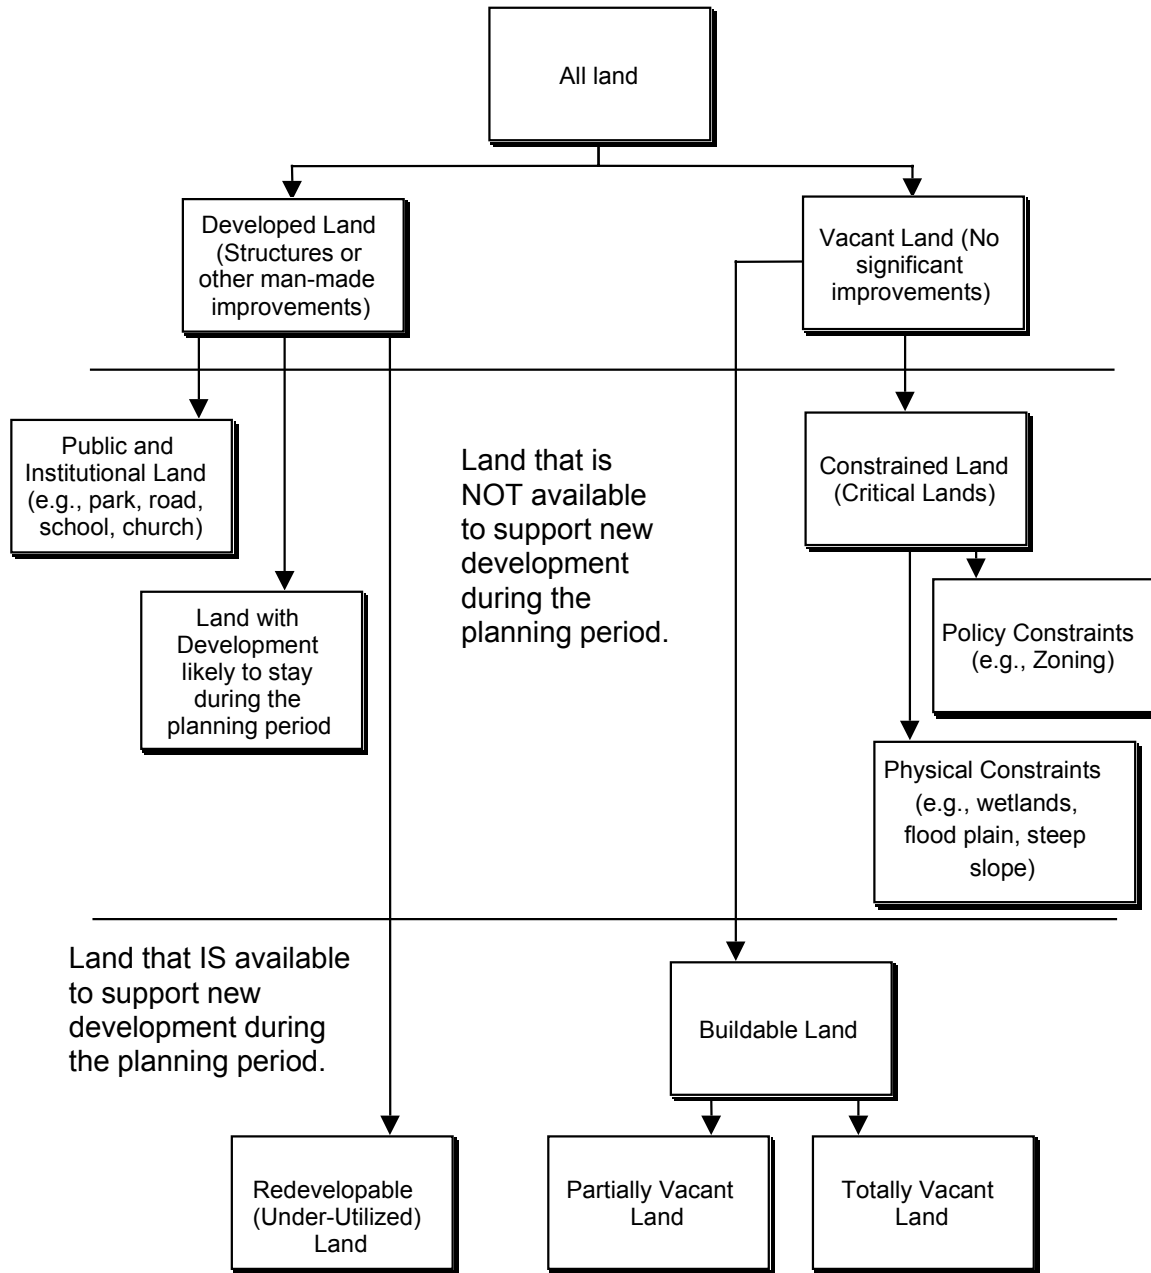 All land
Developed Land
(Structures or
other man-made
improvements)
Vacant Land (No
significant
improvements)
Public and
Institutional Land
(e.g., park, road,
school, church)
Land that is
NOT available
to support new
development
during the
planning period.
Constrained Land
(Critical Lands)
Land with
Development
likely to stay
during the
planning period
Policy Constraints
(e.g., Zoning)
Physical Constraints
(e.g., wetlands,
flood plain, steep
slope)
Land that IS available
to support new
development during
the planning period.
Buildable Land
Redevelopable
(Under-Utilized)
Land
Partially Vacant
Land
Totally Vacant
Land